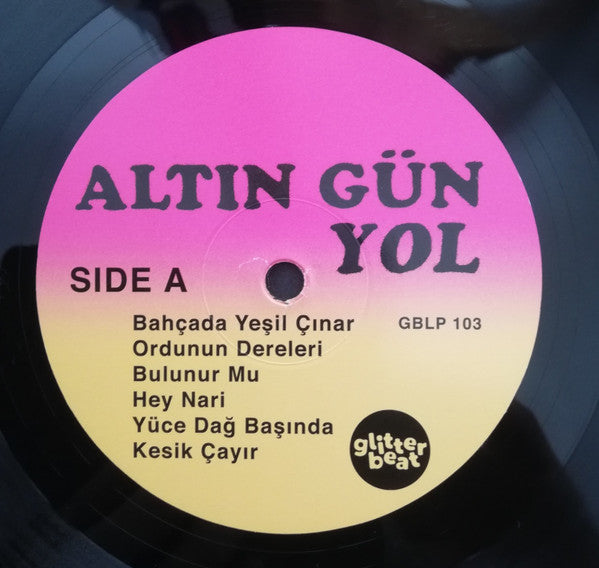 ALTIN GÜN
YOL
SIDE A
Bahçada Yeşil Çınar
GBLP 103
Ordunun Dereleri
Bulunur Mu
Hey Nari
Yüce Dağ Başında
Kesik Çayır
glitter
beat